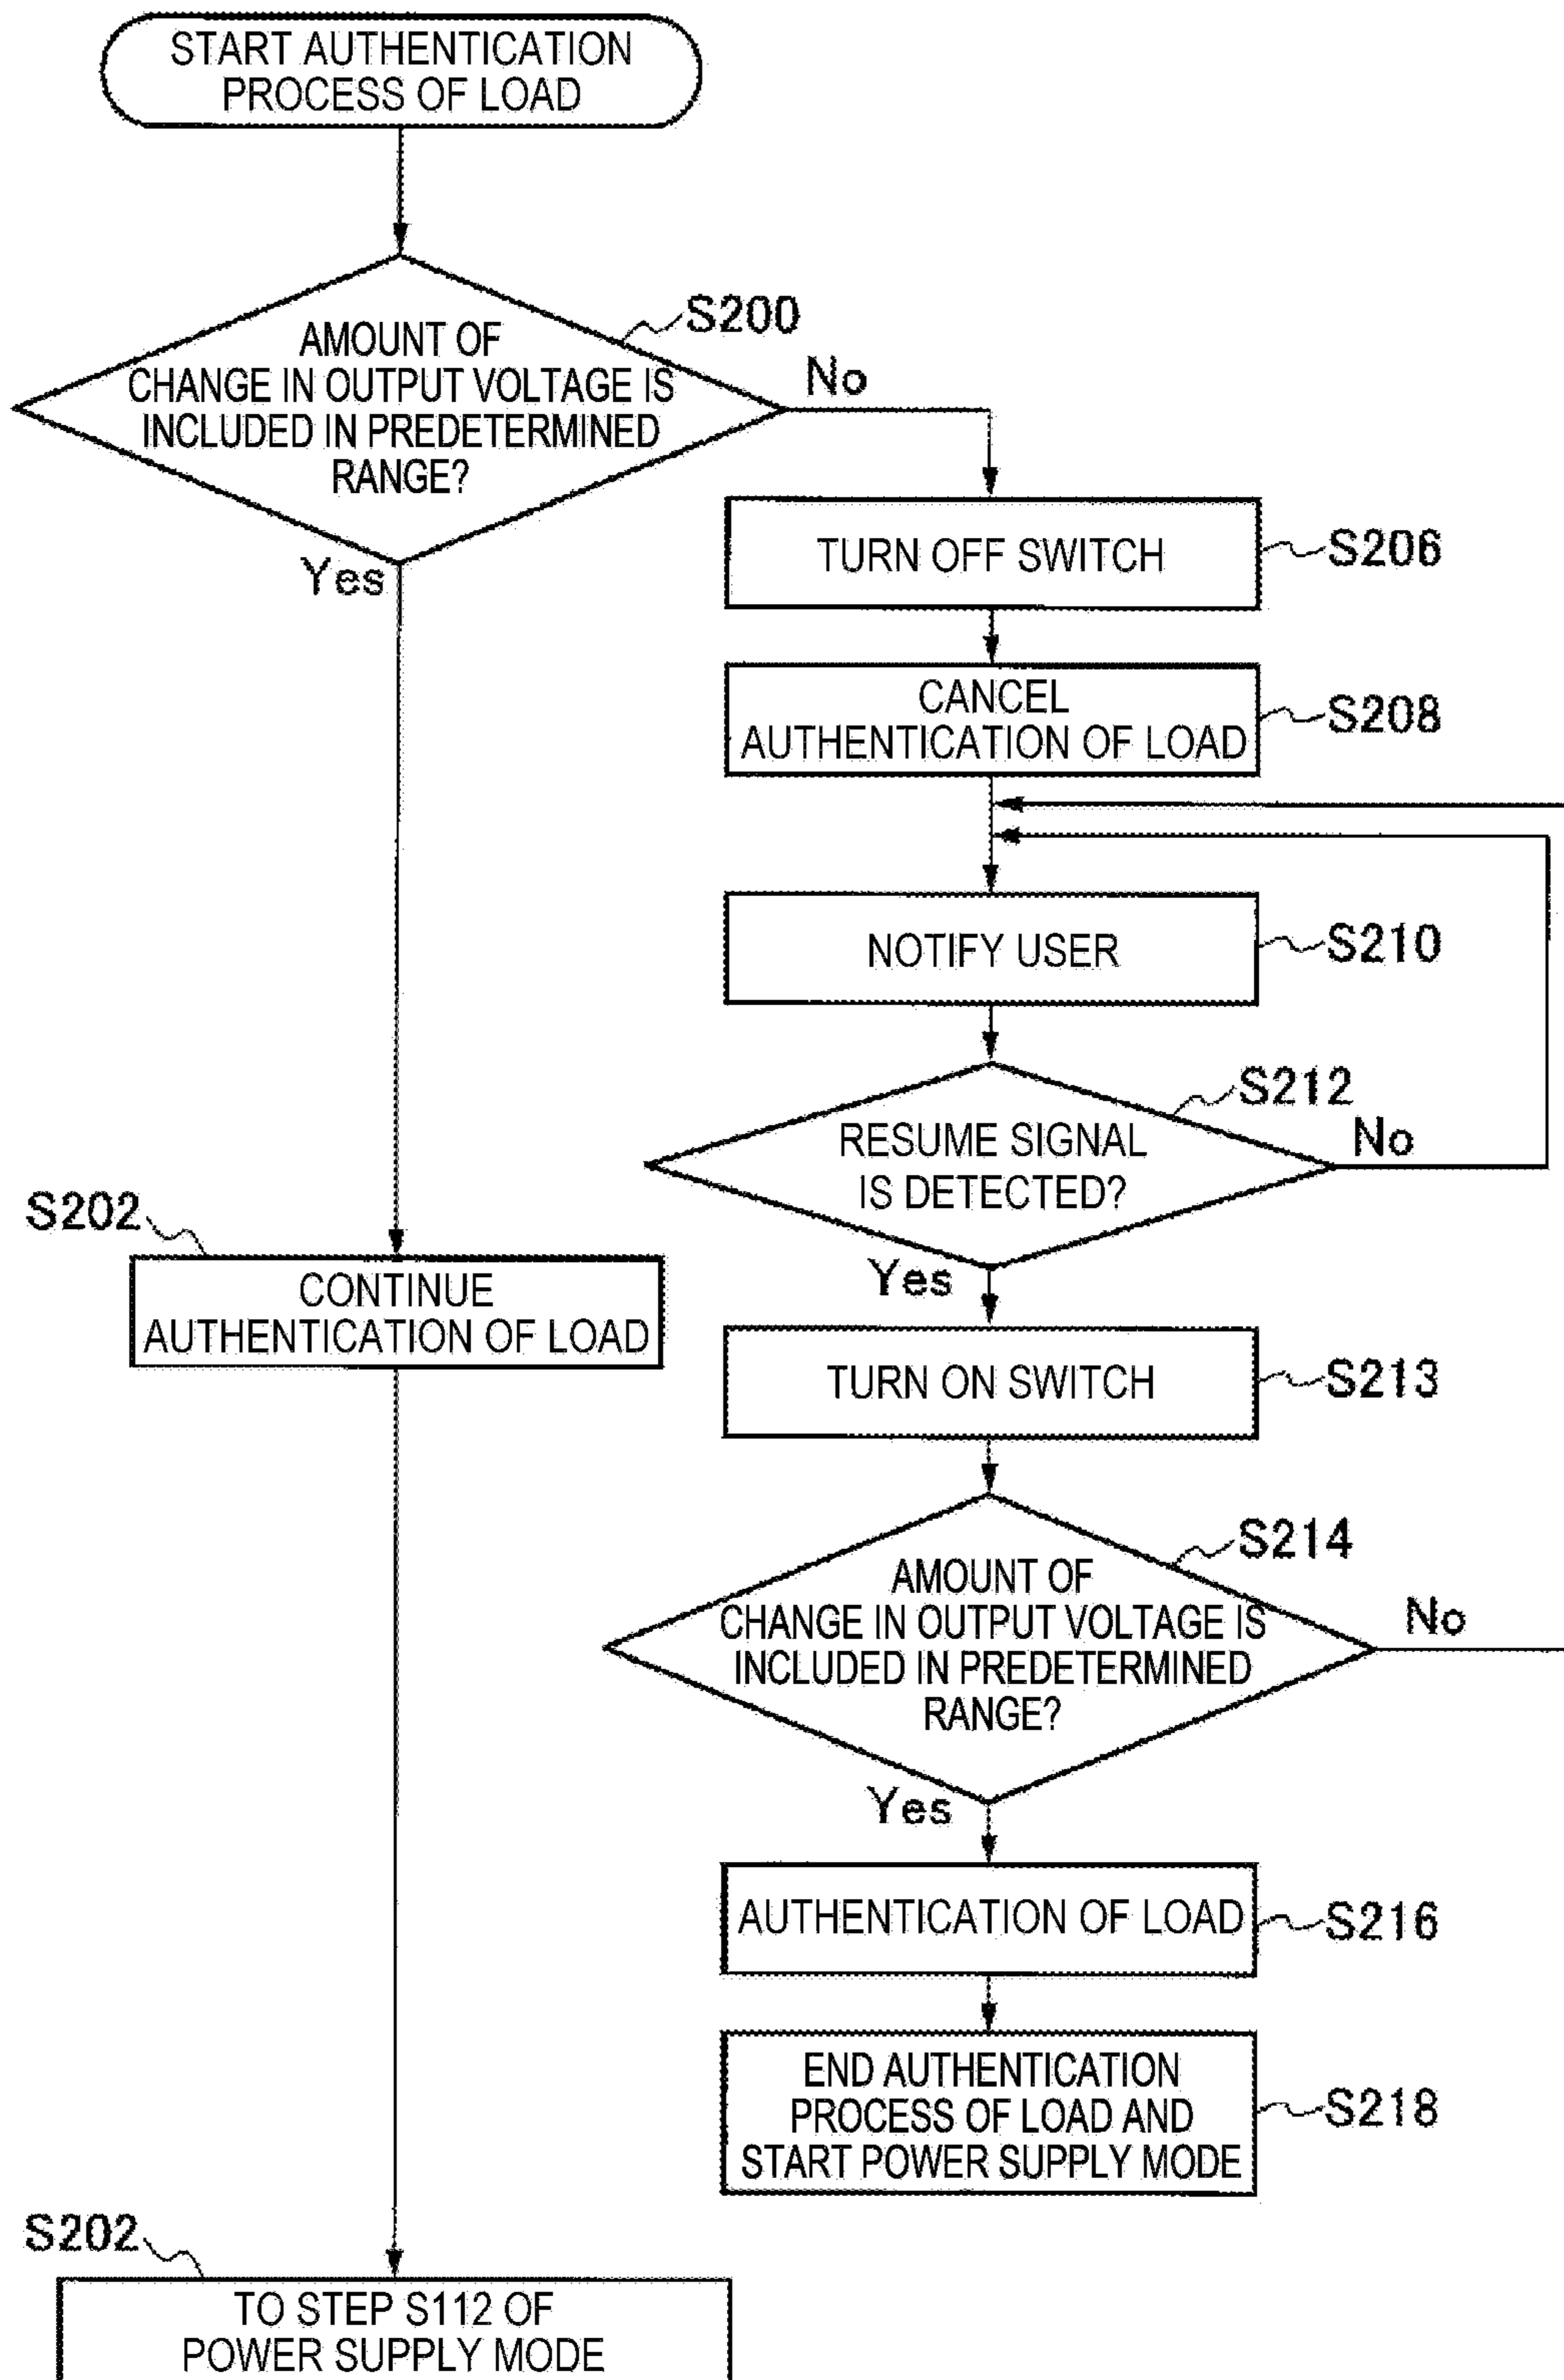 START AUTHENTICATION
PROCESS OF LOAD
S200
AMOUNT OF
CHANGE IN OUTPUT VOLTAGE IS
INCLUDED IN PREDETERMINED
RANGE?
No
Yes
TURN OFF SWITCH
S206
CANCEL
AUTHENTICATION OF LOAD
S208
NOTIFY USER
S210
S212
RESUME SIGNAL
IS DETECTED?
No
Yes
S202
CONTINUE
AUTHENTICATION OF LOAD
TURN ON SWITCH
S213
S214
AMOUNT OF
CHANGE IN OUTPUT VOLTAGE IS
INCLUDED IN PREDETERMINED
RANGE?
No
Yes
AUTHENTICATION OF LOAD
S216
END AUTHENTICATION
PROCESS OF LOAD AND
START POWER SUPPLY MODE
S218
S202
TO STEP S112 OF
POWER SUPPLY MODE